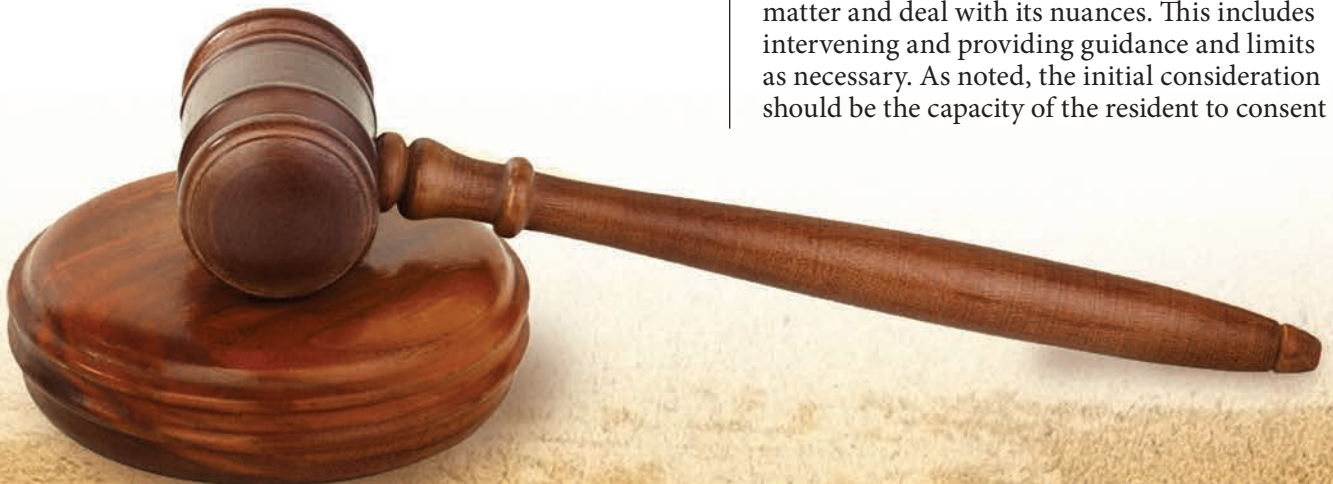 matter and deal with its nuances. This includes
intervening and providing guidance and limits
as necessary. As noted, the initial consideration
should be the capacity of the resident to consent